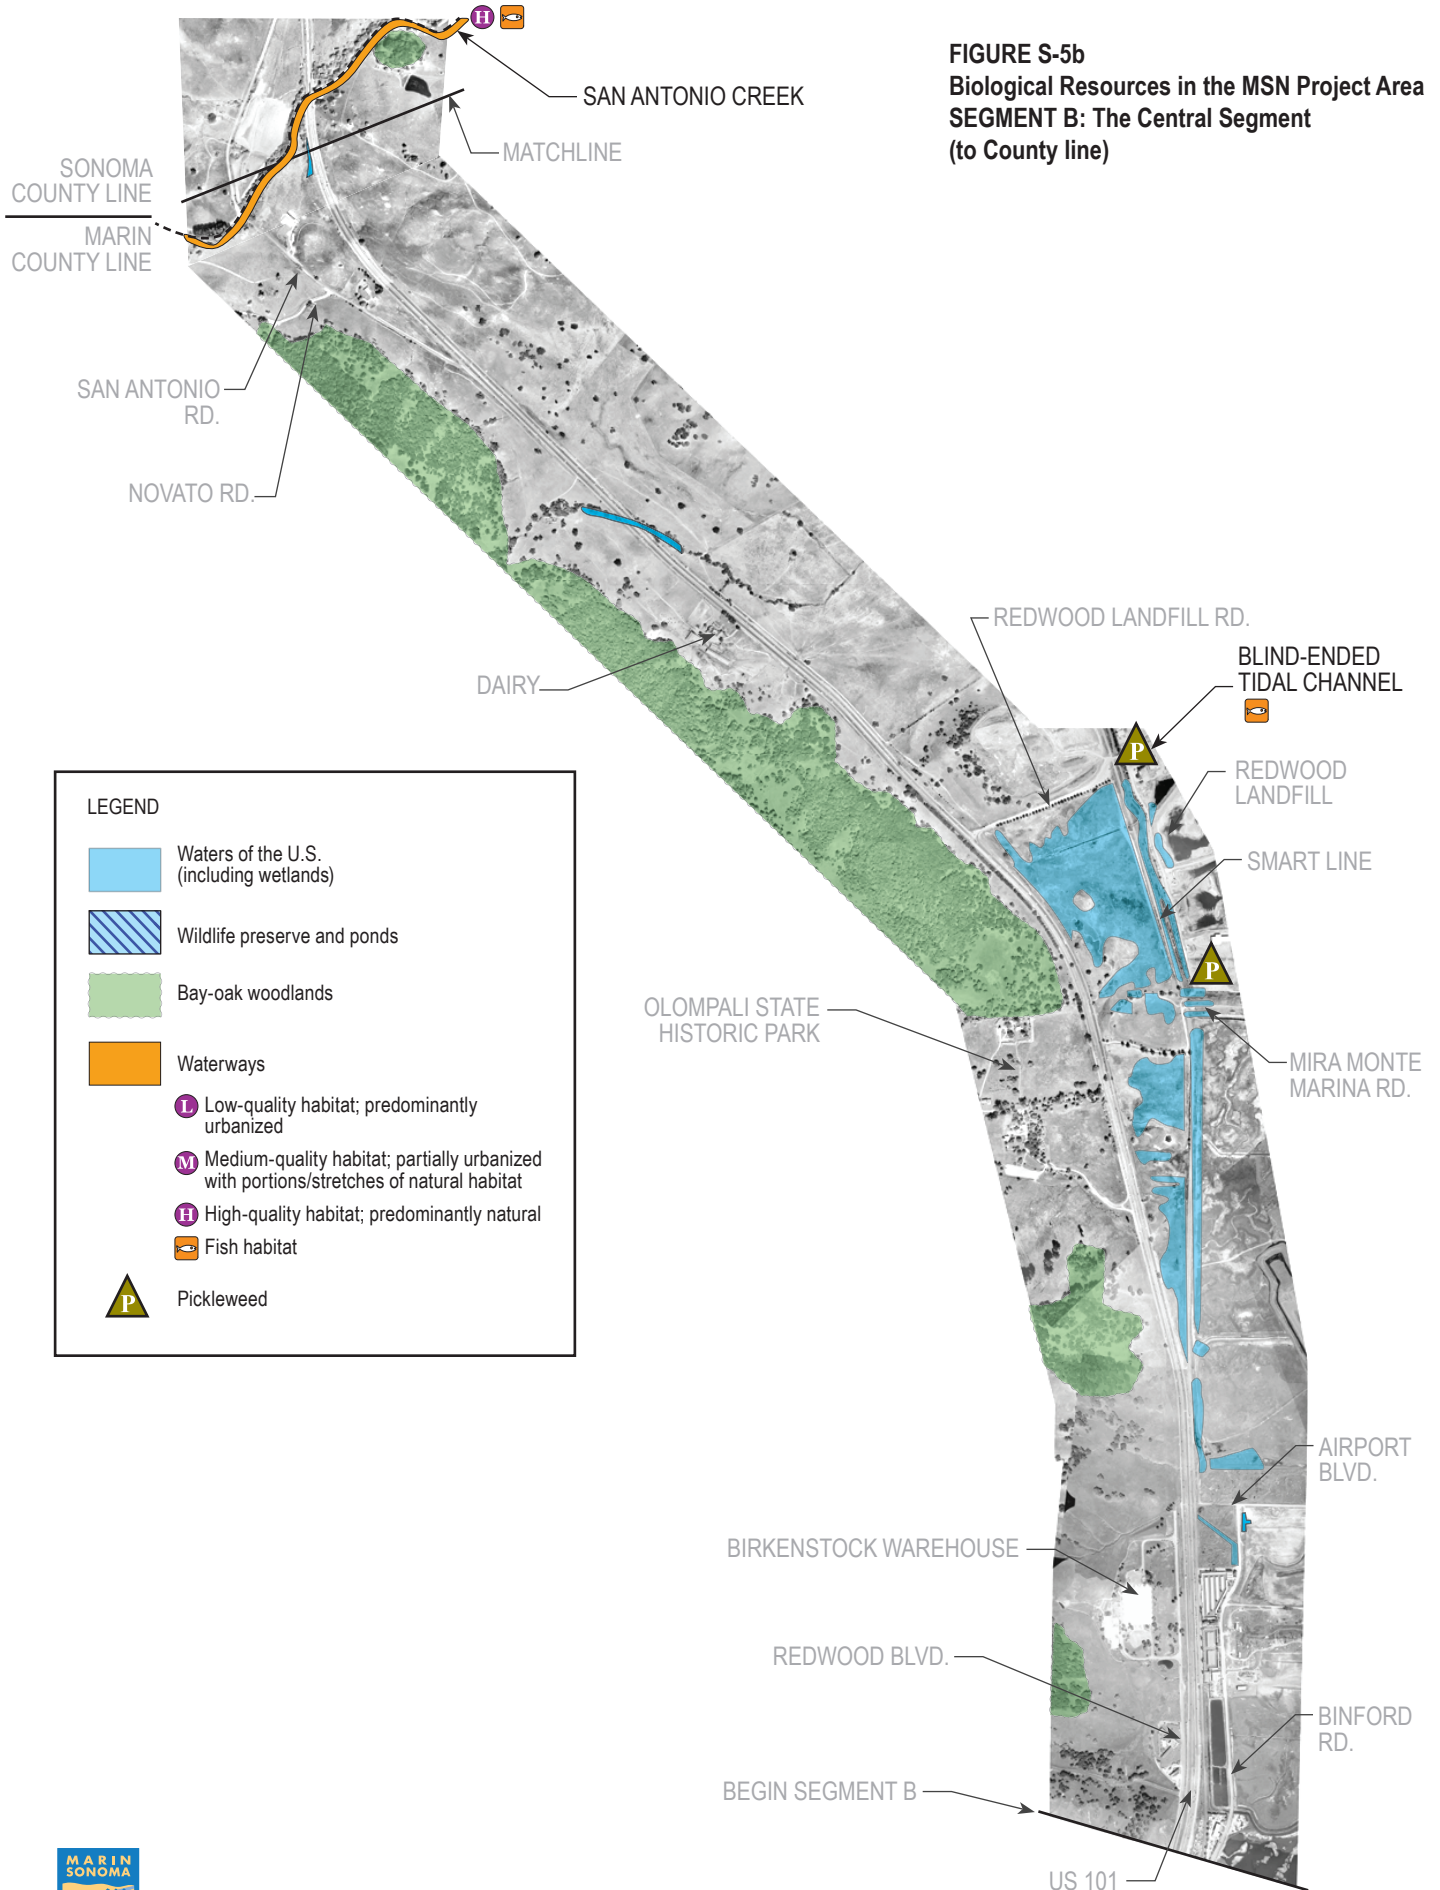 FIGURE S-5b
Biological Resources in the MSN Project Area
SEGMENT B: The Central Segment
(to County line)
H
SAN ANTONIO CREEK
MATCHLINE
SONOMA
COUNTY LINE
MARIN
COUNTY LINE
SAN ANTONIO
RD.
NOVATO RD.
DAIRY
REDWOOD LANDFILL RD.
BLIND-ENDED
TIDAL CHANNEL
P
REDWOOD
LANDFILL
SMART LINE
P
OLOMPALI STATE
HISTORIC PARK
MIRA MONTE
MARINA RD.
LEGEND
Waters of the U.S.
(including wetlands)
Wildlife preserve and ponds
Bay-oak woodlands
Waterways
L Low-quality habitat; predominantly
urbanized
M Medium-quality habitat; partially urbanized
with portions/stretches of natural habitat
H High-quality habitat; predominantly natural
Fish habitat
P Pickleweed
AIRPORT
BLVD.
BIRKENSTOCK WAREHOUSE
REDWOOD BLVD.
BINFORD
RD.
BEGIN SEGMENT B
US 101
MARIN
SONOMA